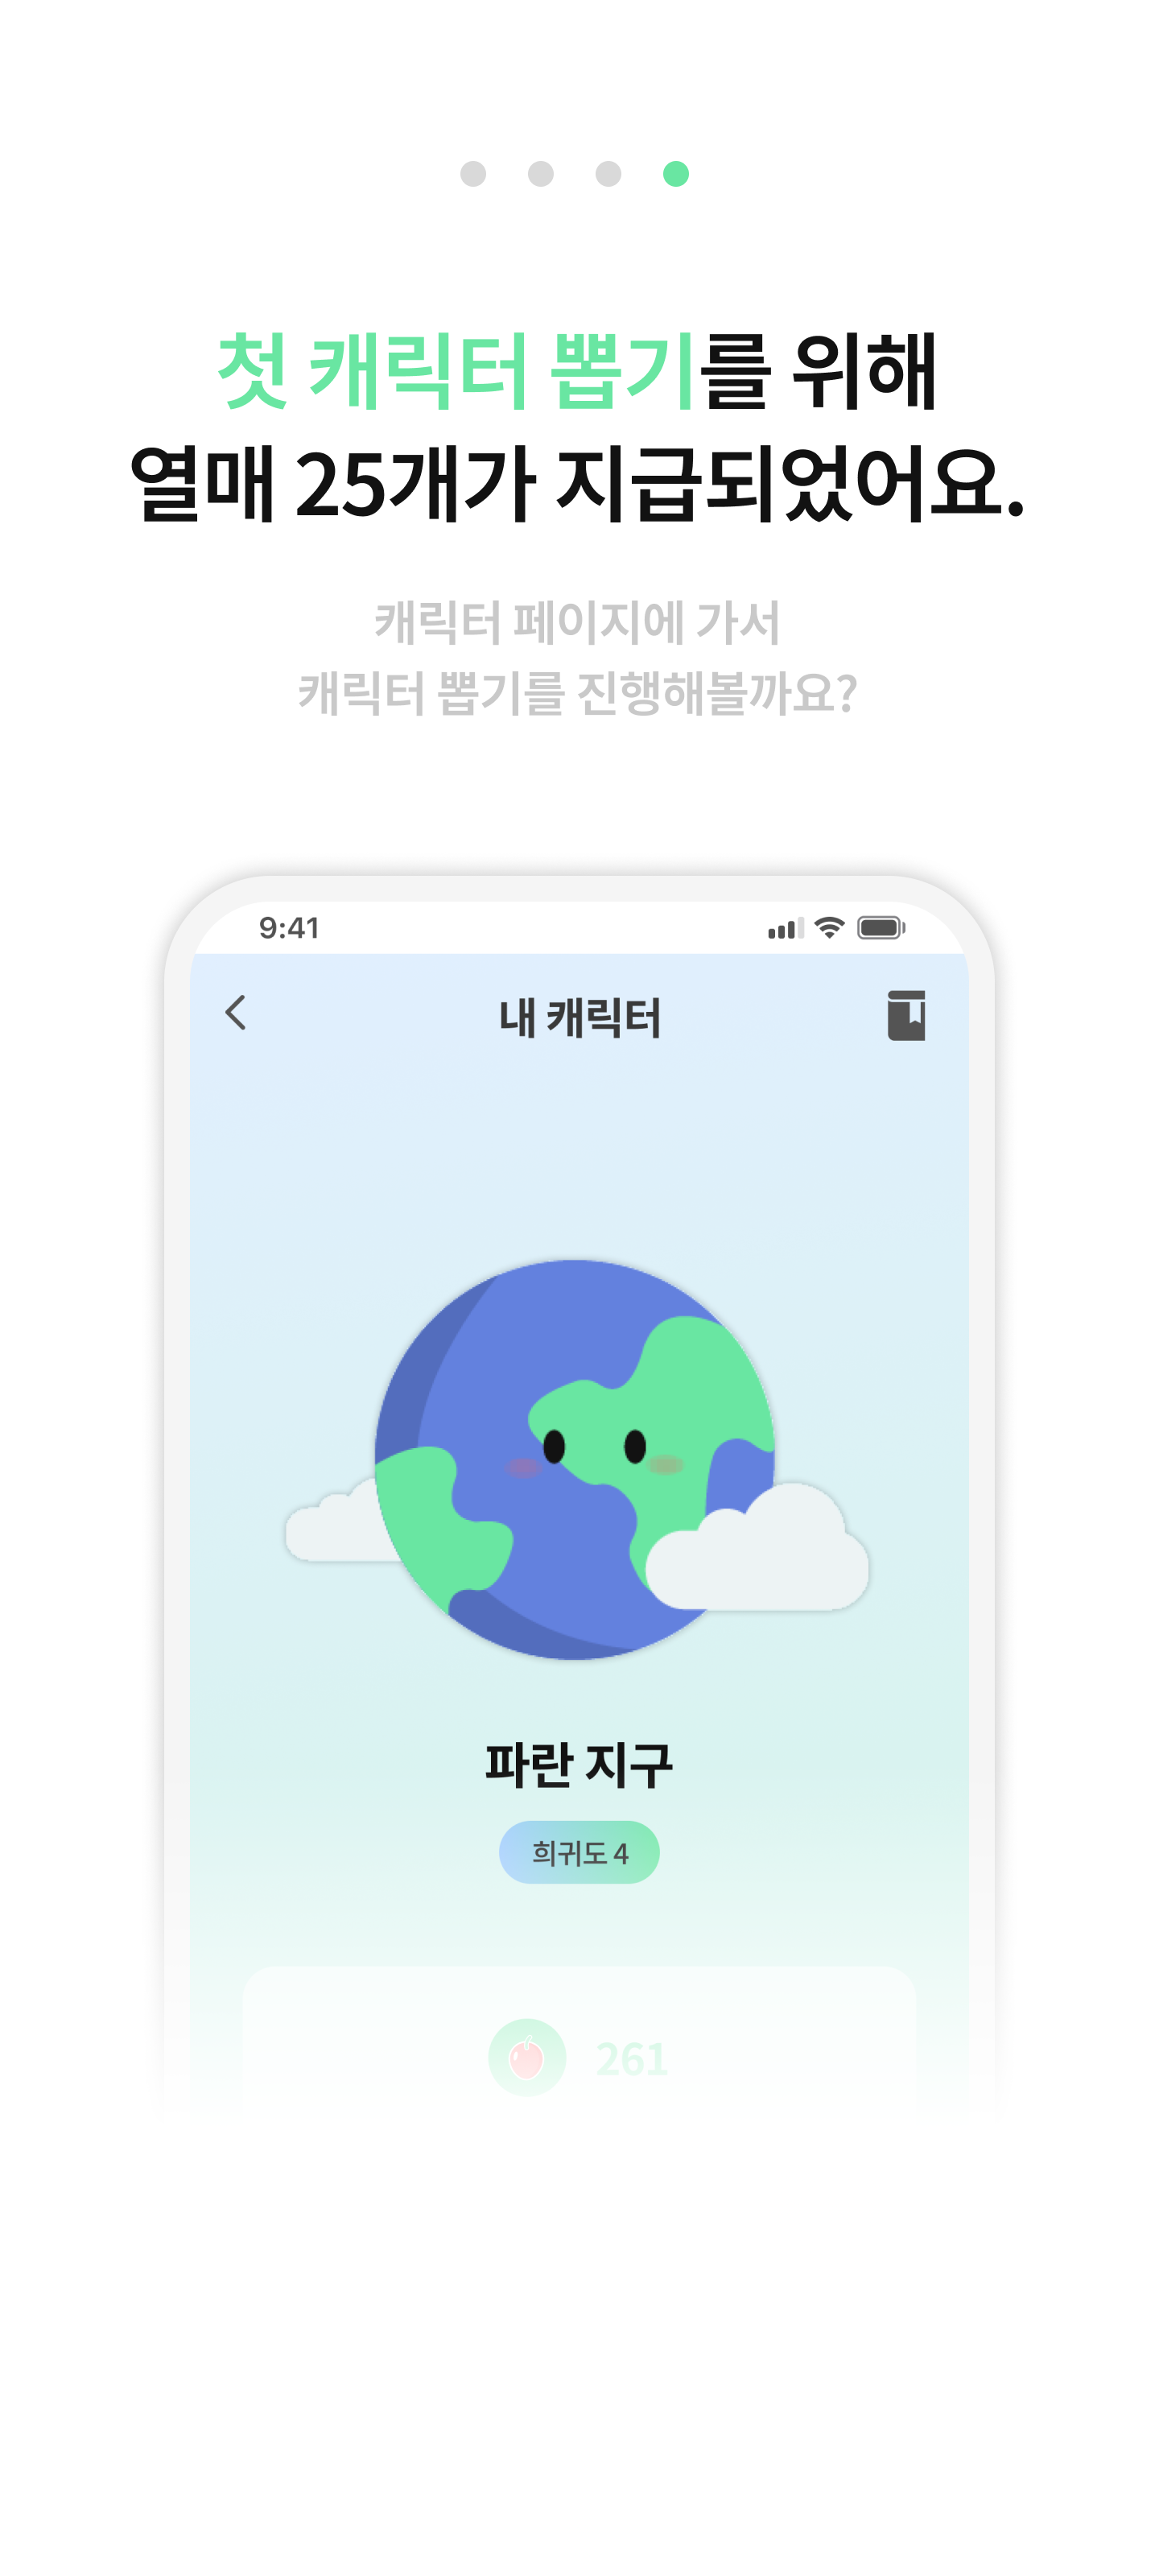 첫 캐릭터 뽑기를 위해
열매 25개가 지급되었어요.
캐릭터 페이지에 가서
캐릭터 뽑기를 진행해볼까요?
9:41
내 캐릭터
파란 지구
희귀도 4
261